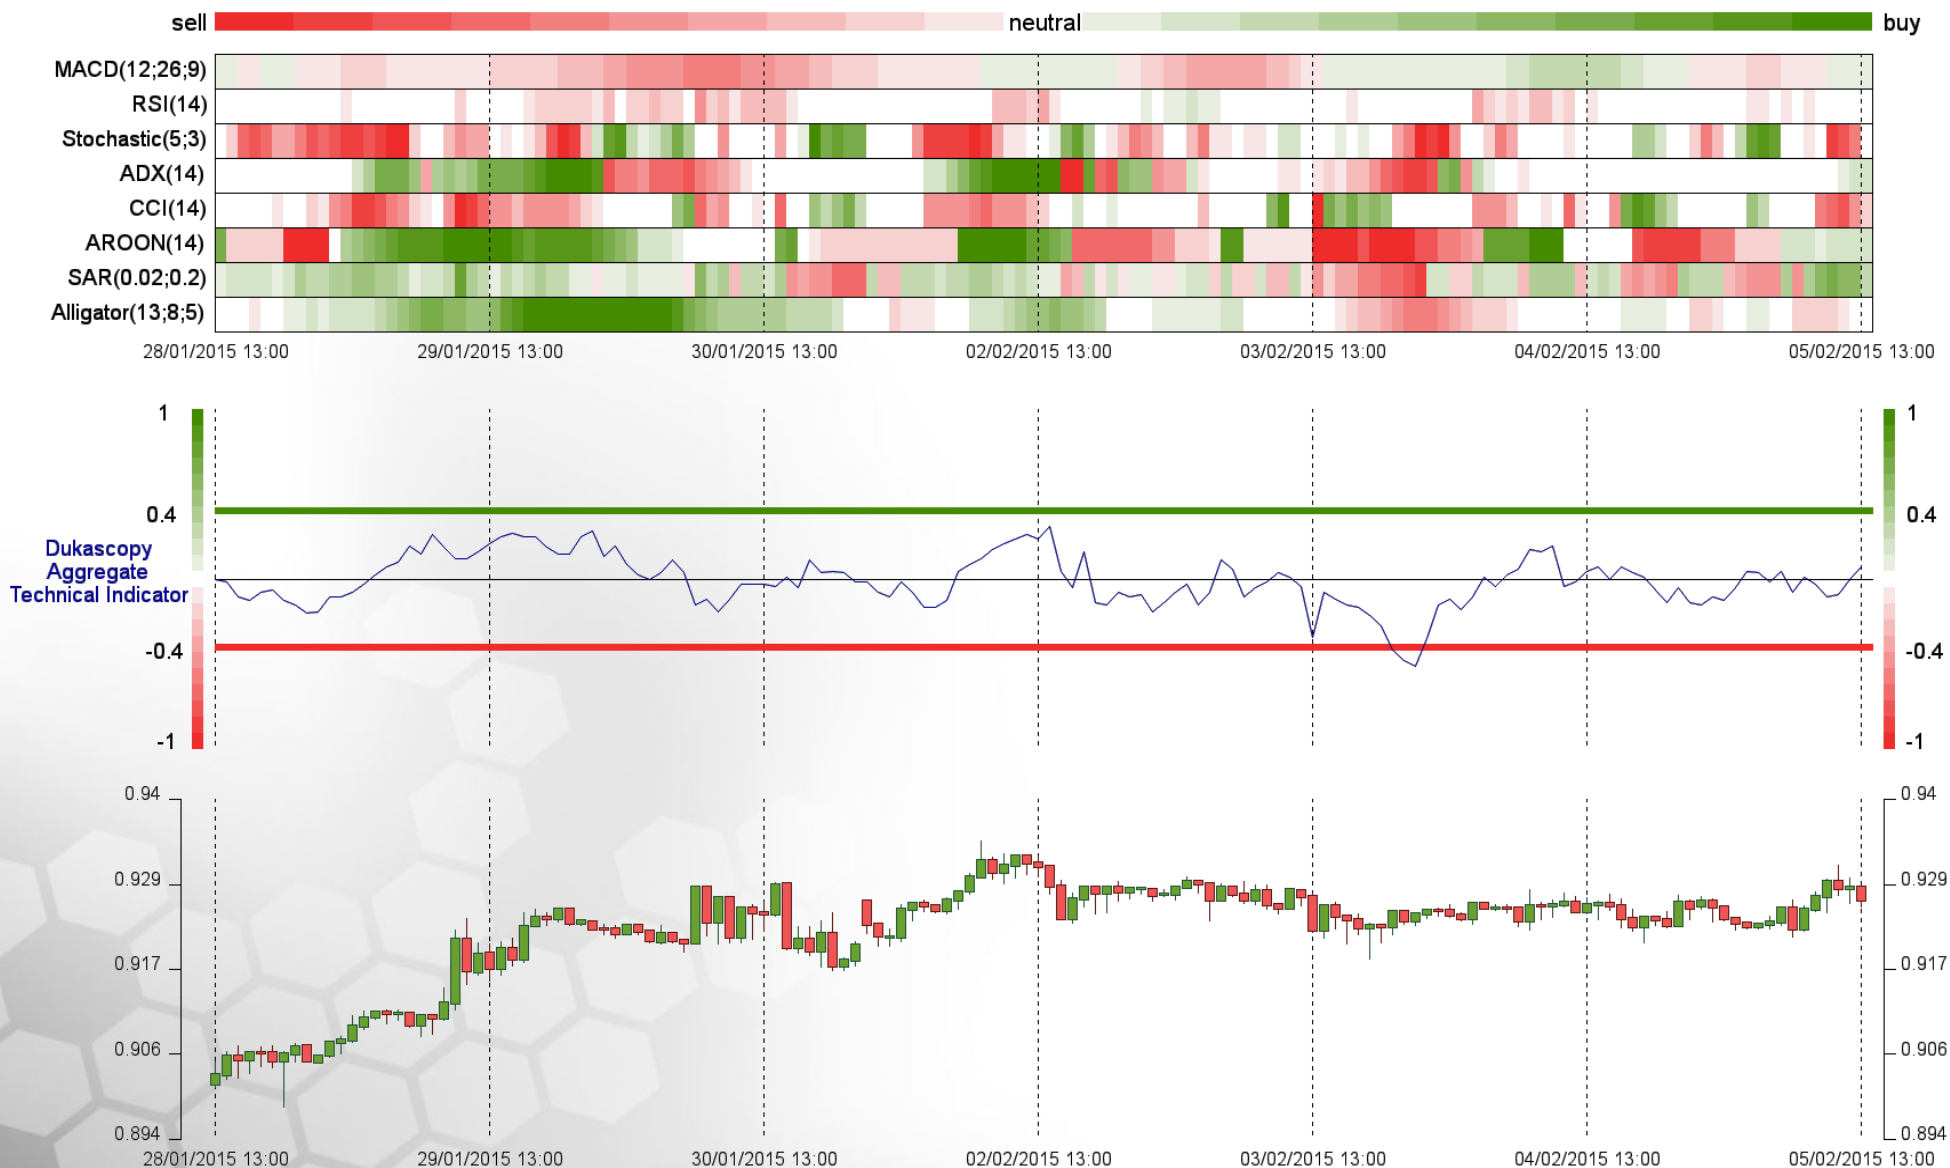 sell neutral buy
MACD(12;26;9)
RSI(14)
Stochastic(5;3)
ADX(14)
CCI(14)
AROON(14)
SAR(0.02;0.2)
Alligator(13;8;5)
28/01/2015 13:00 29/01/2015 13:00 30/01/2015 13:00 02/02/2015 13:00 03/02/2015 13:00 04/02/2015 13:00 05/02/2015 13:00
1 1
0.4 0.4
Dukascopy
Aggregate
Technical Indicator
-0.4 -0.4
-1 -1
0.94 0.94
0.929 0.929
0.917 0.917
0.906 0.906
0.894 0.894
28/01/2015 13:00 29/01/2015 13:00 30/01/2015 13:00 02/02/2015 13:00 03/02/2015 13:00 04/02/2015 13:00 05/02/2015 13:00